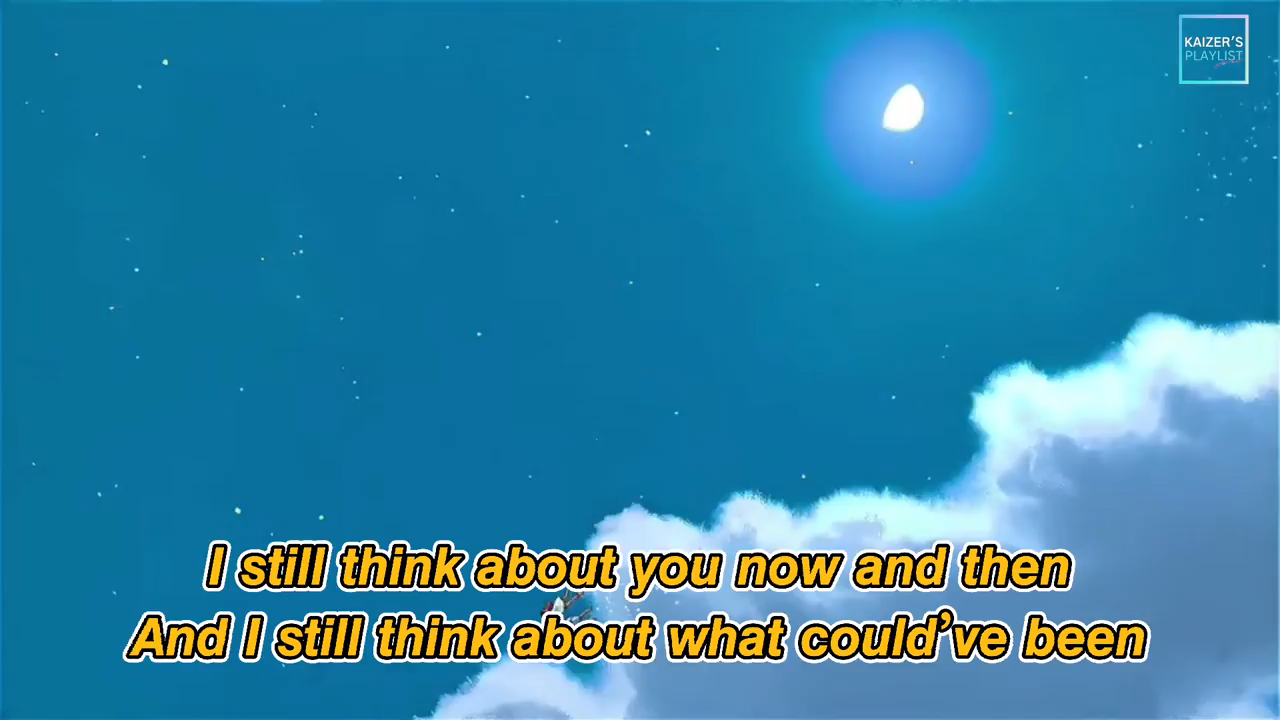 KAIZER'S
PLAYLIST
I still think about you now and then
And I still think about what could've been